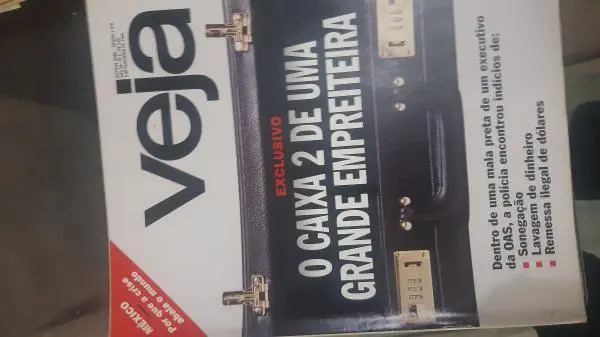 veja
MÉXICO
Por que a crise
abala o mundo
EXCLUSIVO
O CAIXA 2 DE UMA
GRANDE EMPREITEIRA
Dentro de uma mala preta de um executivo
da OAS, a polícia encontrou indícios de:
Sonegação
Lavagem de dinheiro
Remessa ilegal de dólares